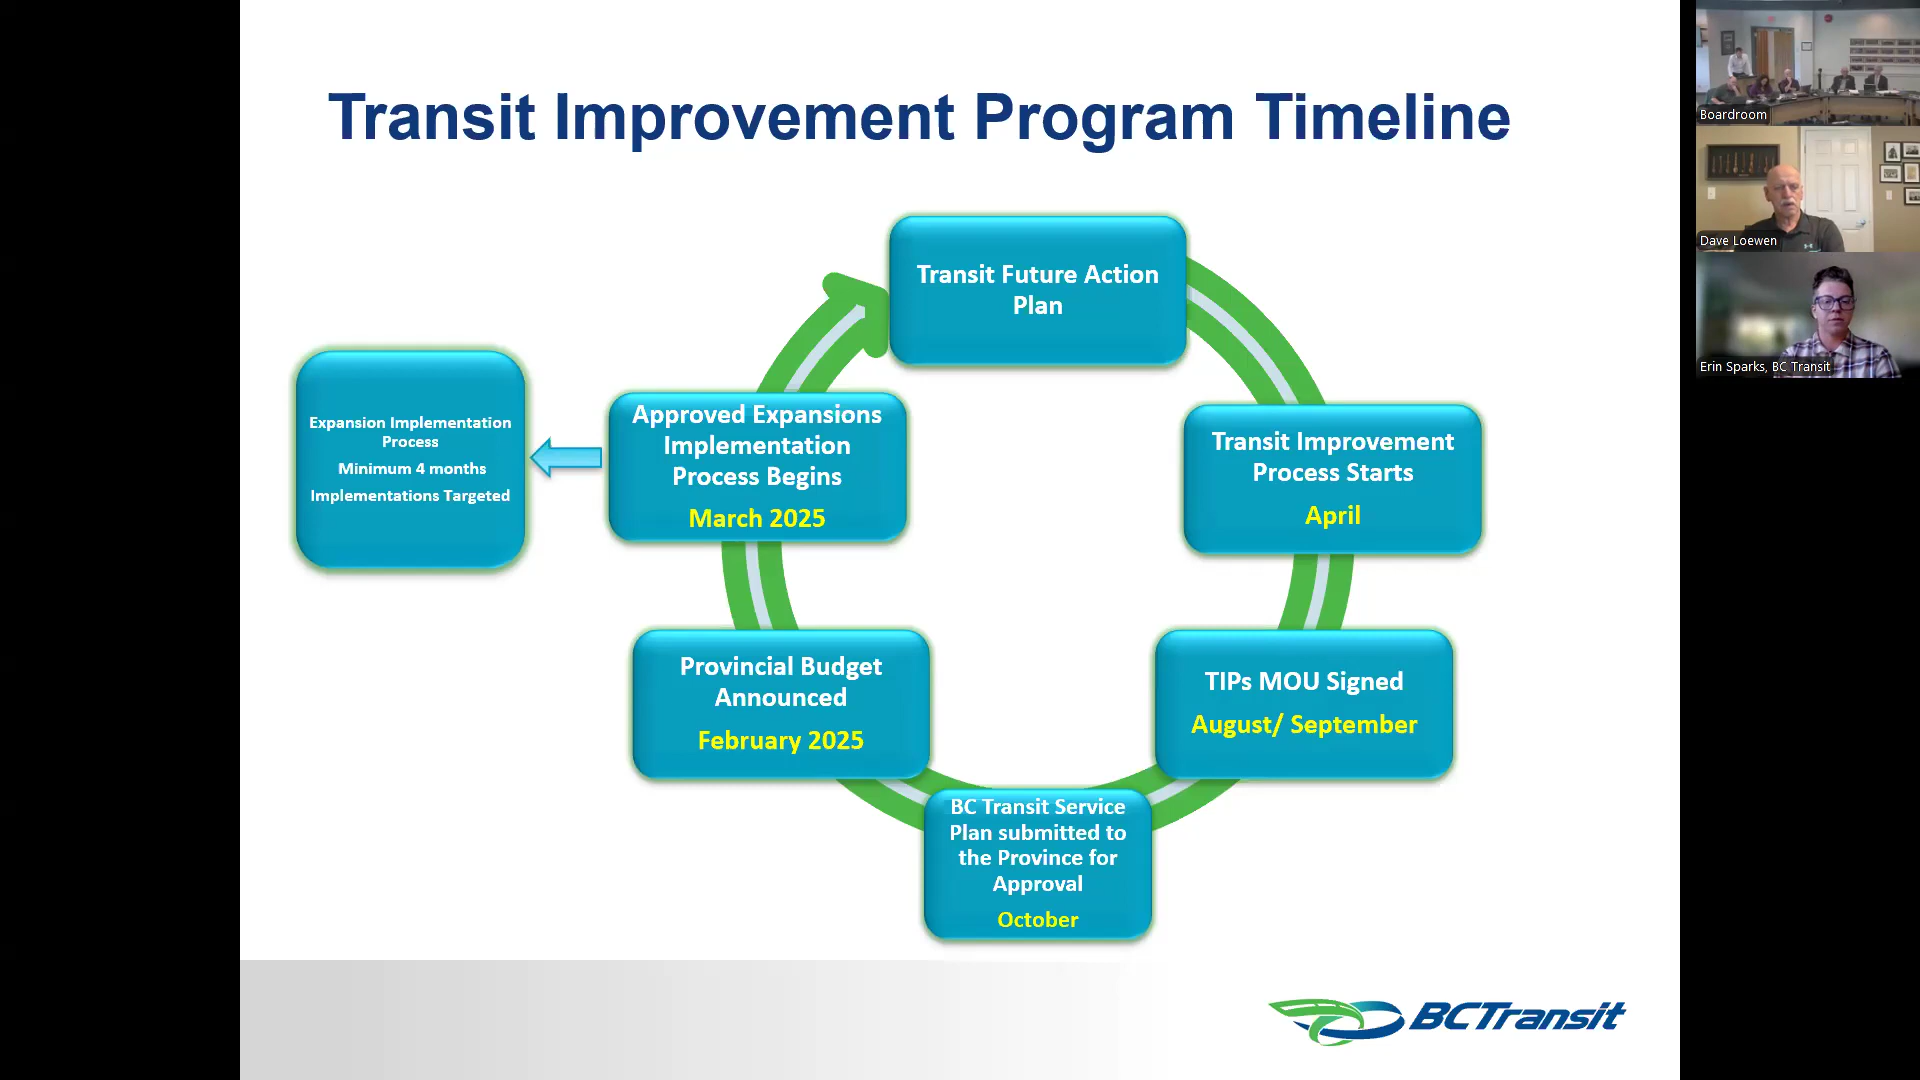 Transit Improvement Program Timeline
Transit Future Action
Plan
Transit Improvement
Process Starts
April
TIPs MOU Signed
August/ September
BC Transit Service
Plan submitted to
the Province for
Approval
October
Provincial Budget
Announced
February 2025
Approved Expansions
Implementation
Process Begins
March 2025
Expansion Implementation
Process
Minimum 4 months
Implementations Targeted
BCTransit
Boardroom
Dave Loewen
Erin Sparks, BC Transit